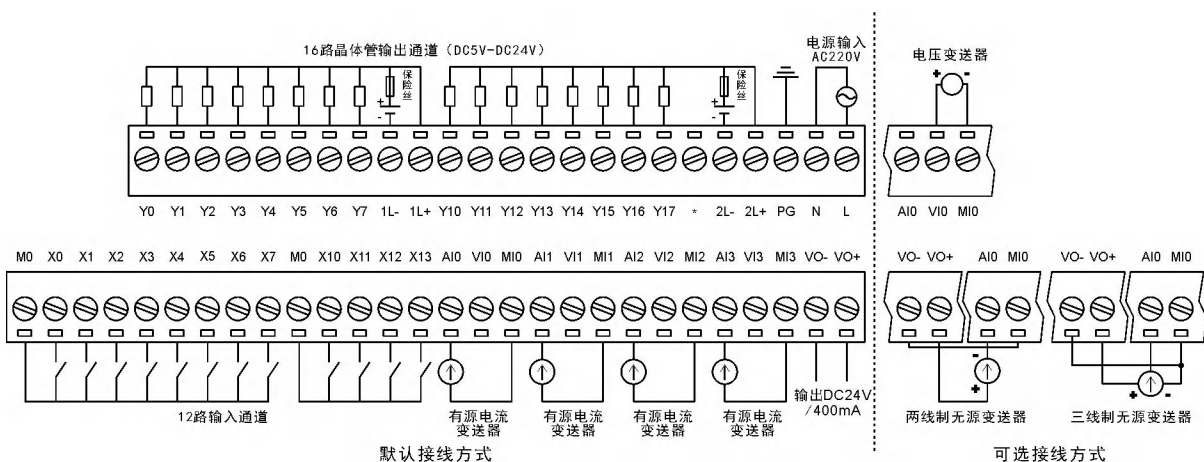 16路晶体管输出通道（DC5V-DC24V）
保险丝
+
-
保险丝
+
-
电源输入
AC220V
电压变送器
+ -
Y0 Y1 Y2 Y3 Y4 Y5 Y6 Y7 1L- 1L+ Y10 Y11 Y12 Y13 Y14 Y15 Y16 Y17 * 2L- 2L+ PG N L
AI0 VI0 MI0
M0 X0 X1 X2 X3 X4 X5 X6 X7 M0 X10 X11 X12 X13 AI0 VI0 MI0 AI1 VI1 MI1 AI2 VI2 MI2 AI3 VI3 MI3 VO- VO+
VO- VO+ AI0 MI0
VO- VO+ AI0 MI0
12路输入通道
有源电流
变送器
有源电流
变送器
有源电流
变送器
有源电流
变送器
输出DC24V
/400mA
-
+
两线制无源变送器
+ -
三线制无源变送器
默认接线方式
可选接线方式